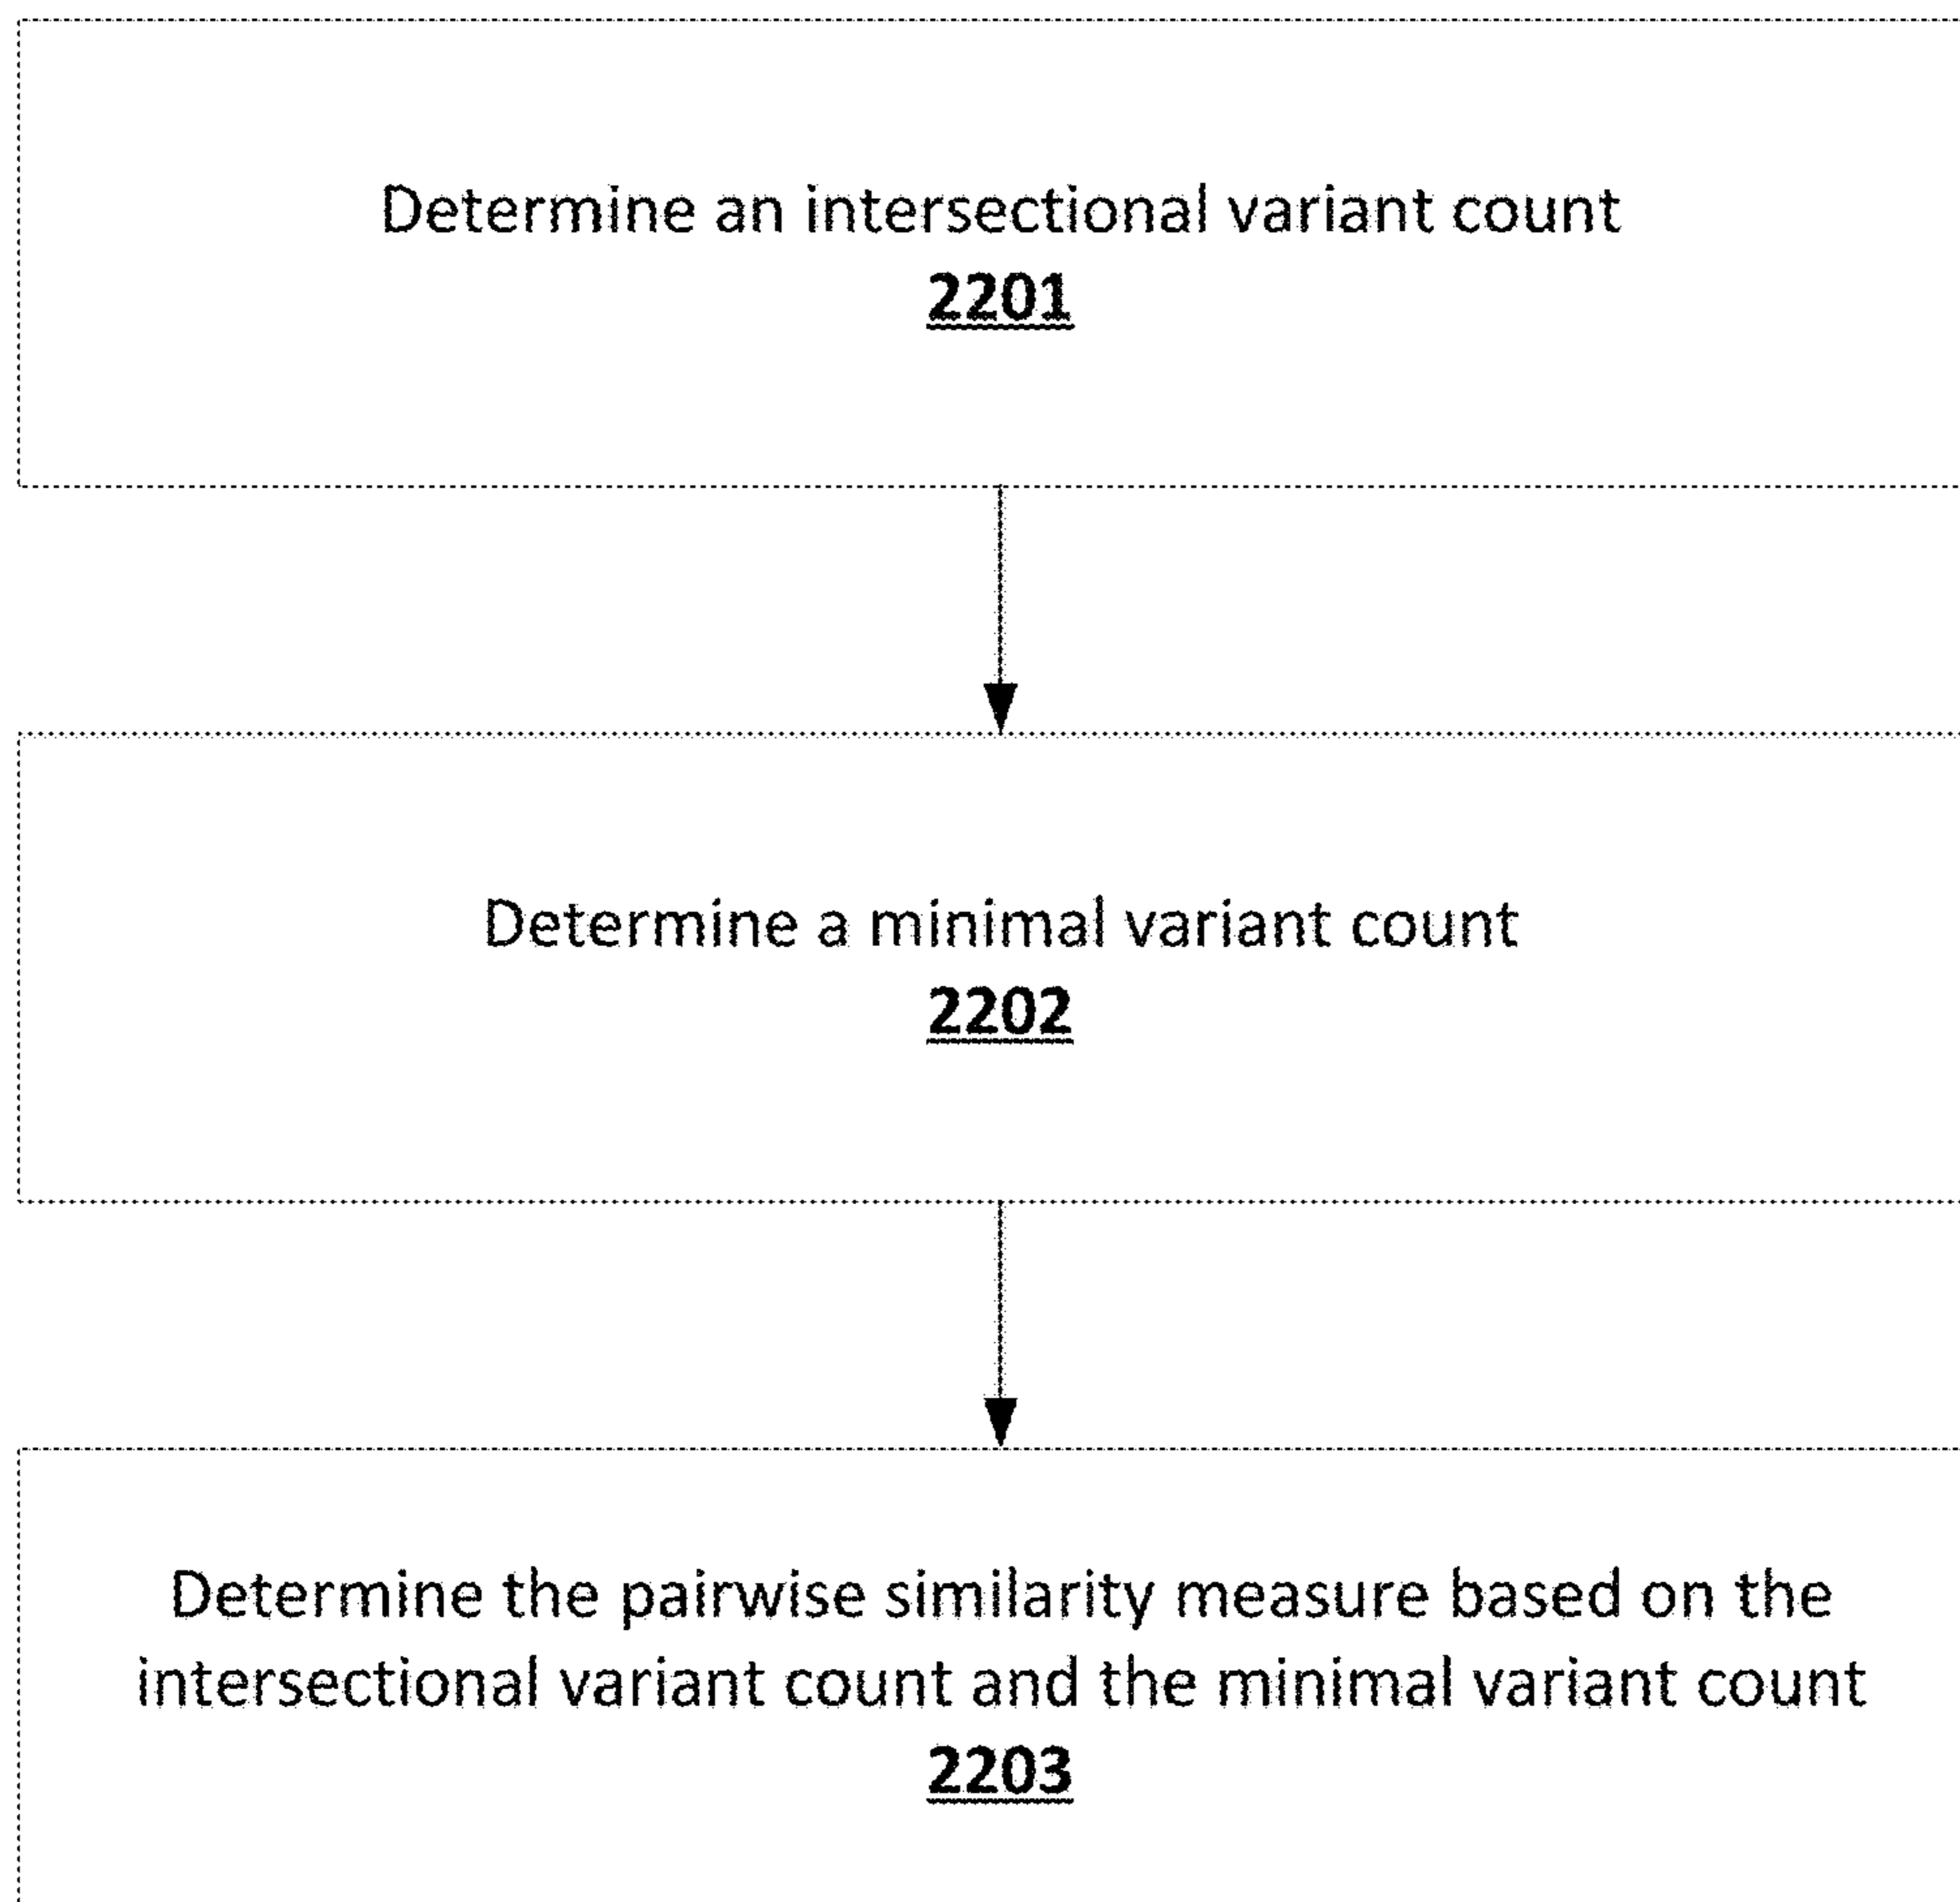 Determine an intersectional variant count
2201
Determine a minimal variant count
2202
Determine the pairwise similarity measure based on the
intersectional variant count and the minimal variant count
2203